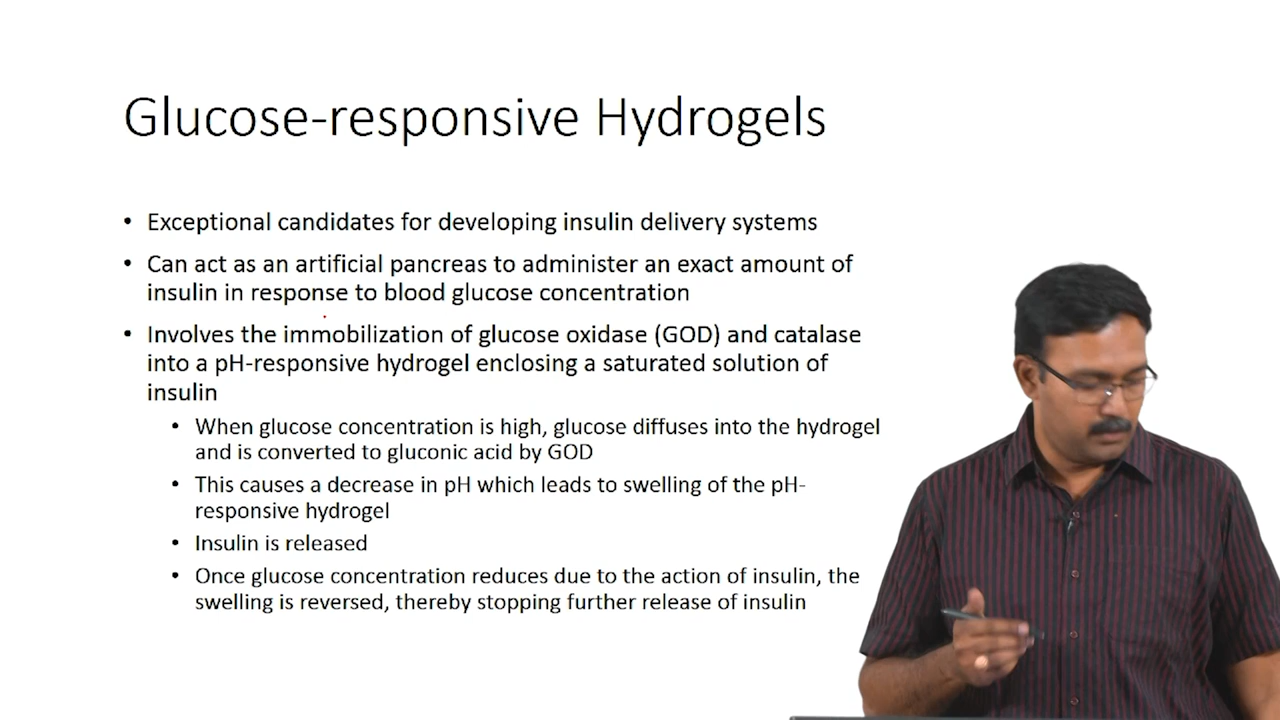 Glucose-responsive Hydrogels
• Exceptional candidates for developing insulin delivery systems
• Can act as an artificial pancreas to administer an exact amount of
insulin in response to blood glucose concentration
• Involves the immobilization of glucose oxidase (GOD) and catalase
into a pH-responsive hydrogel enclosing a saturated solution of
insulin
• When glucose concentration is high, glucose diffuses into the hydrogel
and is converted to gluconic acid by GOD
• This causes a decrease in pH which leads to swelling of the pH-
responsive hydrogel
• Insulin is released
• Once glucose concentration reduces due to the action of insulin, the
swelling is reversed, thereby stopping further release of insulin